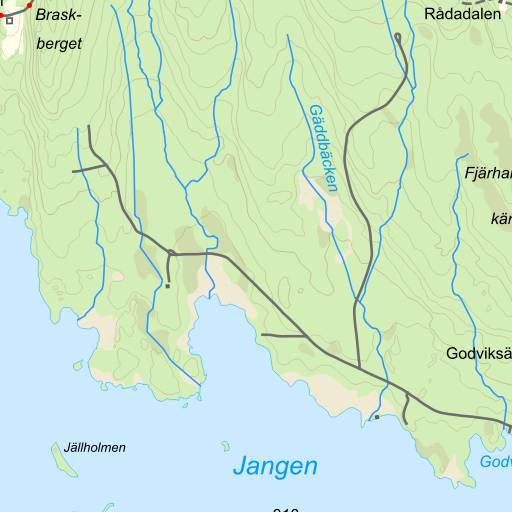 Brask-
berget
Rådadalen
Gäddbäcken
Fjärha
kär
Godviksä
Jällholmen
Jangen
Godv